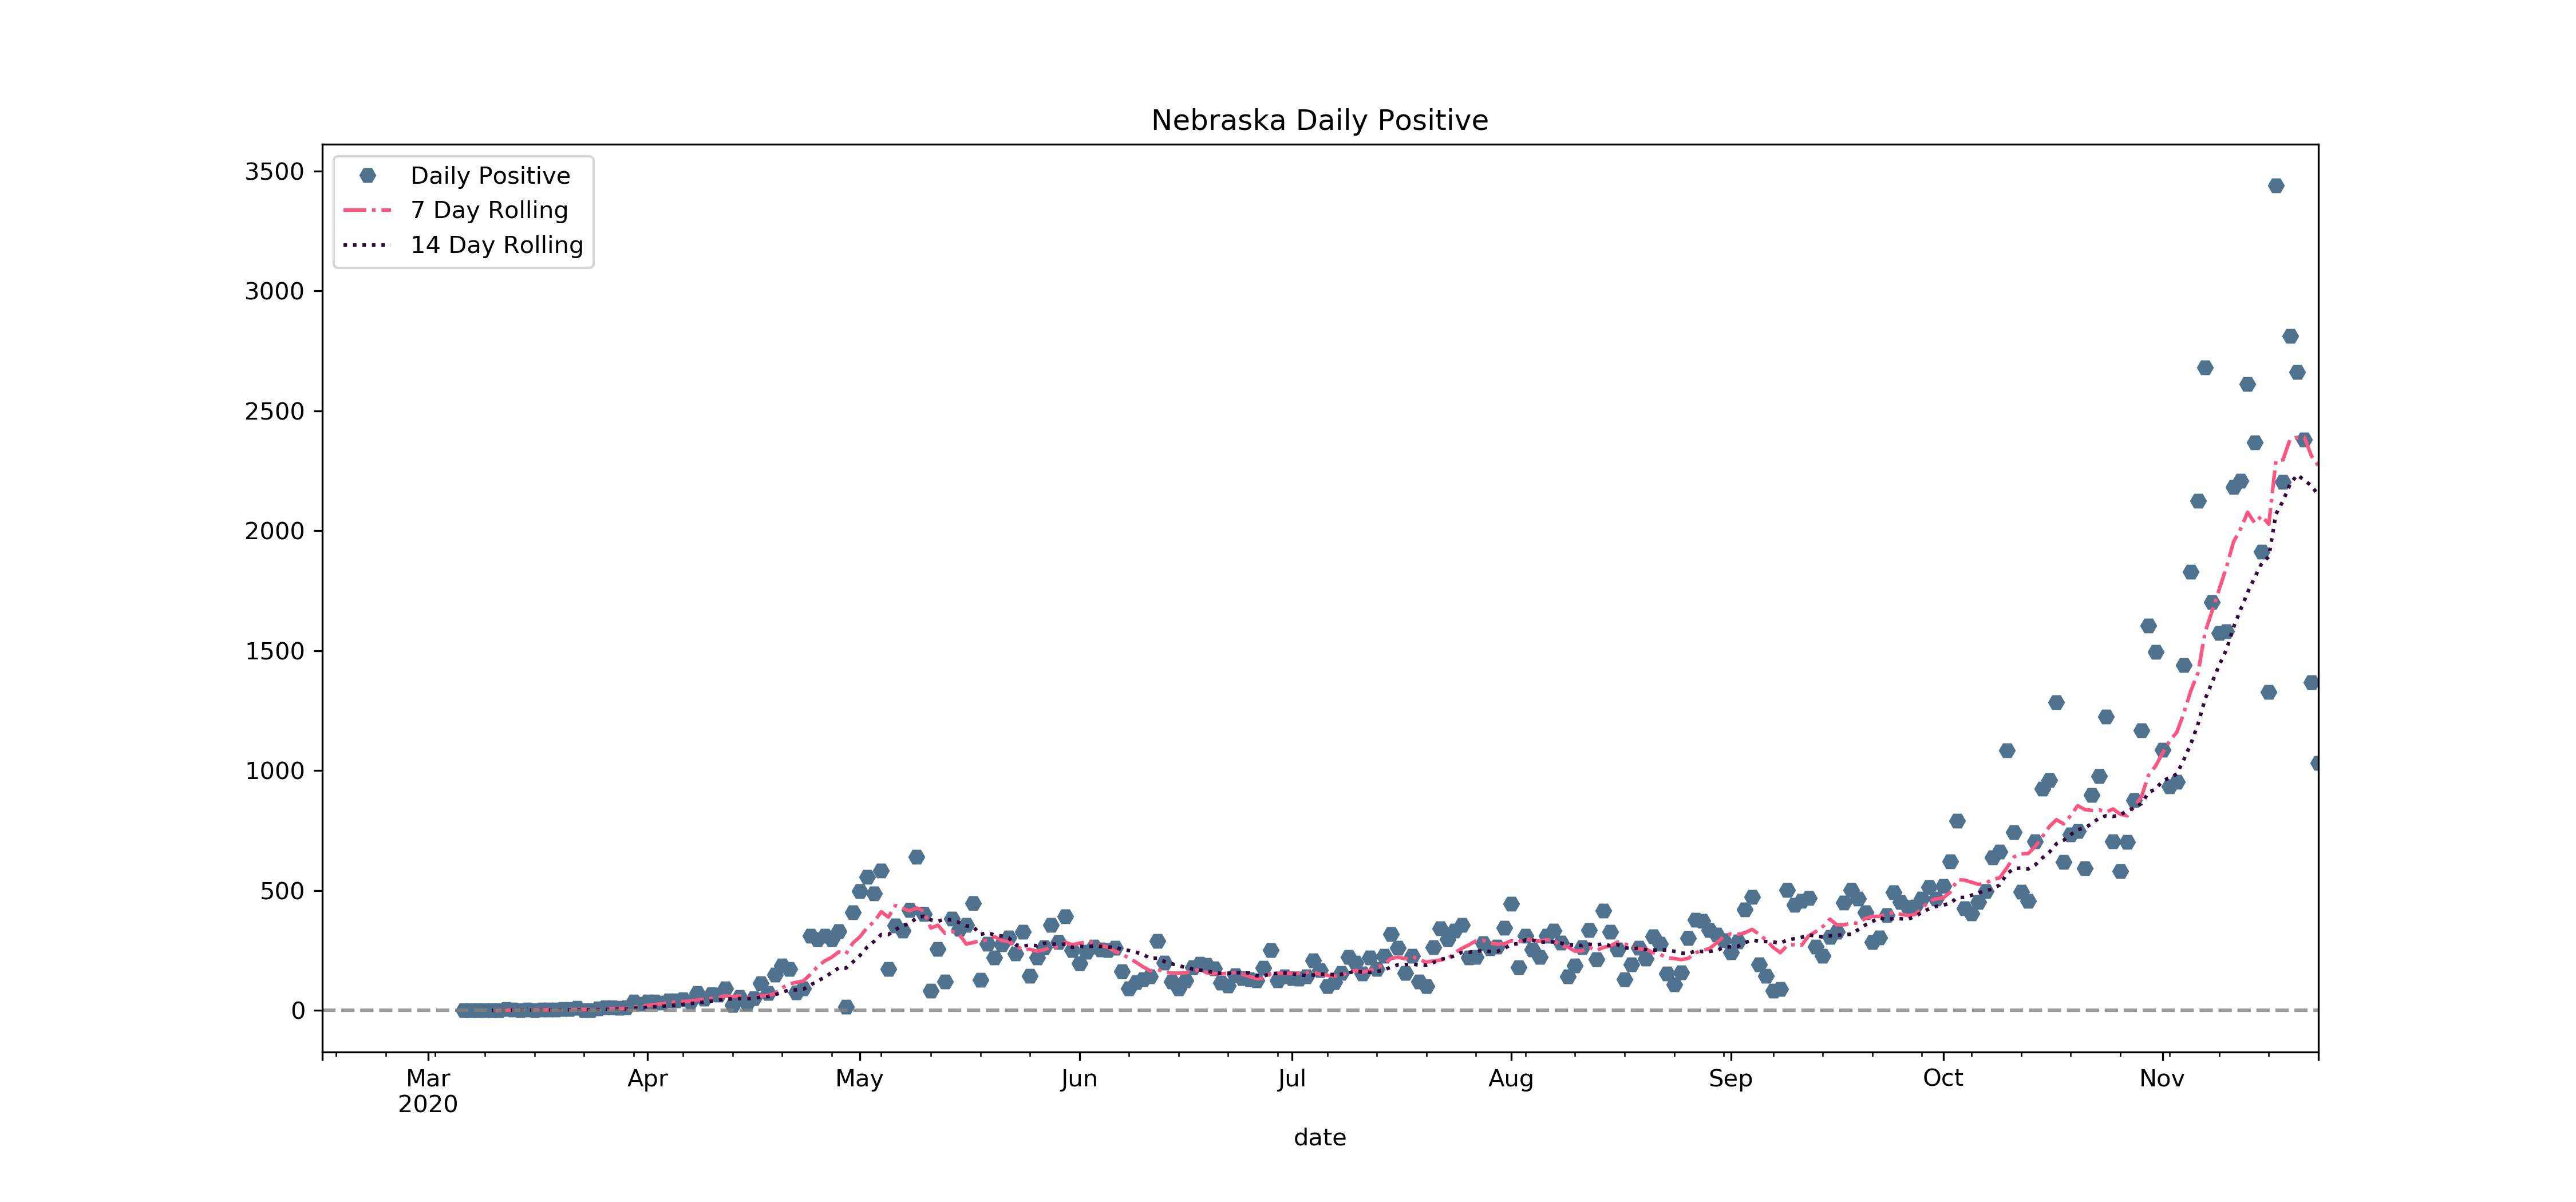 Nebraska Daily Positive
3500
3000
2500
2000
1500
1000
500
0
Daily Positive
7 Day Rolling
14 Day Rolling
Mar
2020
Apr
May
Jun
Jul
Aug
Sep
Oct
Nov
date